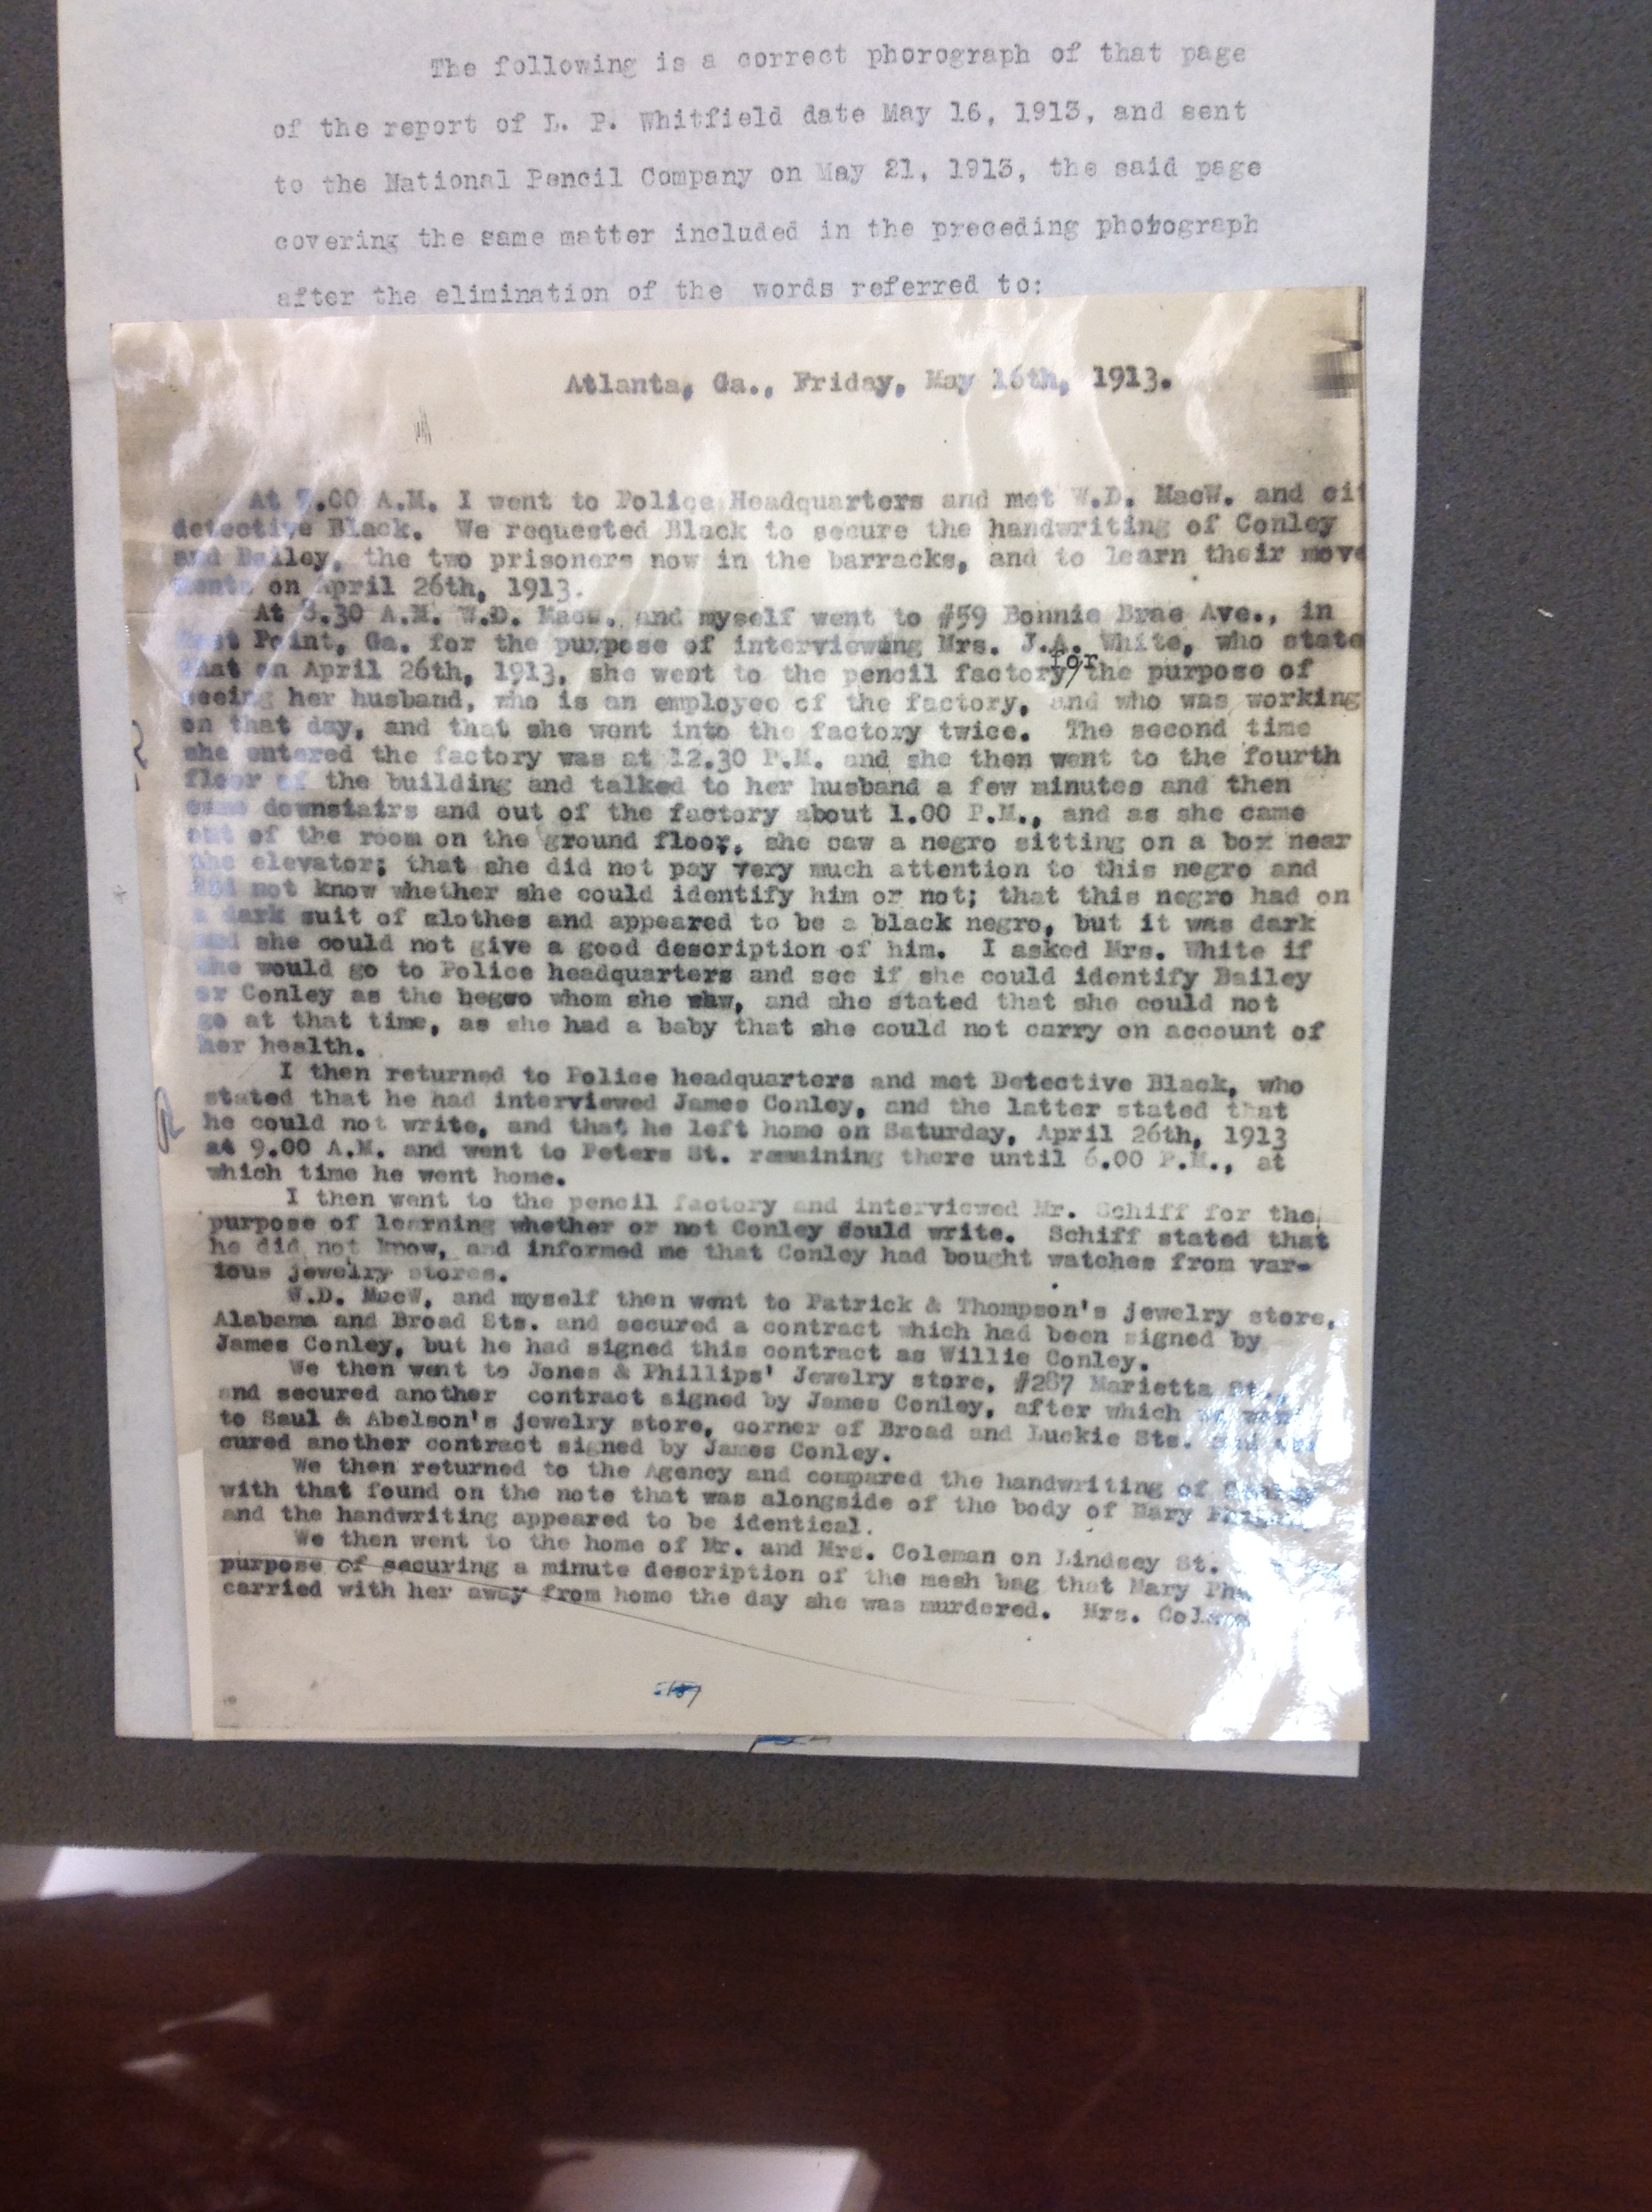 The following is a correct phorograph of that page
of the report of L. P. Whitfield date May 16, 1913, and sent
to the National Pencil Company on May 21, 1913, the said page
covering the same matter included in the preceding photograph
after the elimination of the words referred to:
Atlanta, Ga., Friday, May 16th, 1913.
At .00 A.M. I went to Police Headquarters and met W.D. MacW. and cit
detective Black. We requested Black to secure the handwriting of Conley
and Bailey, the two prisoners now in the barracks, and to learn their move
ments on April 26th, 1913.
At 8.30 A.M. W.D. MacW. and myself went to #59 Bonnie Brae Ave., in
Point, Ga. for the purpose of interviewing Mrs. J.A. White, who state
that on April 26th, 1913, she went to the pencil factory/for the purpose of
seeing her husband, who is an employee of the factory, and who was working
on that day, and that she went into the factory twice. The second time
she entered the factory was at 12.30 P.M. and she then went to the fourth
floor of the building and talked to her husband a few minutes and then
came downstairs and out of the factory about 1.00 P.M., and as she came
out of the room on the ground floor, she saw a negro sitting on a box near
the elevator; that she did not pay very much attention to this negro and
did not know whether she could identify him or not; that this negro had on
a dark suit of slothes and appeared to be a black negro, but it was dark
and she could not give a good description of him. I asked Mrs. White if
she would go to Police headquarters and see if she could identify Bailey
or Conley as the begwo whom she shw, and she stated that she could not
go at that time, as she had a baby that she could not carry on account of
her health.
I then returned to Police headquarters and met Detective Black, who
stated that he had interviewed James Conley, and the latter stated that
he could not write, and that he left home on Saturday, April 26th, 1913
at 9.00 A.M. and went to Peters St. remaining there until 6.00 P.M., at
which time he went home.
I then went to the pencil factory and interviewed Mr. Schiff for the
purpose of learning whether or not Conley could write. Schiff stated that
he did not know, and informed me that Conley had bought watches from var-
ious jewelry stores.
W.D. MacW. and myself then went to Patrick & Thompson's jewelry store,
Alabama and Broad Sts. and secured a contract which had been signed by
James Conley, but he had signed this contract as Willie Conley.
We then went to Jones & Phillips' Jewelry store, #287 Marietta St.,
and secured another contract signed by James Conley, after which we went
to Saul & Abelson's jewelry store, corner of Broad and Luckie Sts. and
cured another contract signed by James Conley.
We then returned to the Agency and compared the handwriting of
with that found on the note that was alongside of the body of Mary
and the handwriting appeared to be identical.
We then went to the home of Mr. and Mrs. Coleman on Lindsey St.
purpose of securing a minute description of the mesh bag that Mary Pha
carried with her away from home the day she was murdered. Mrs. Colema